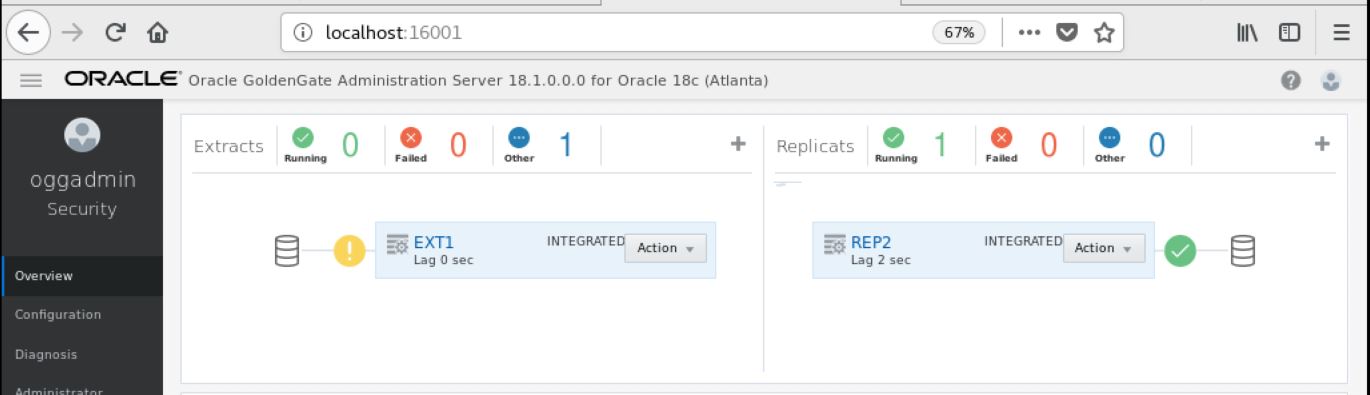 localhost:16001
67%
ORACLE Oracle GoldenGate Administration Server 18.1.0.0.0 for Oracle 18c (Atlanta)
oggadmin
Security
Overview
Configuration
Diagnosis
Administrator
Extracts
Running 0
Failed 0
Other 1
EXT1
Lag 0 sec
INTEGRATED
Action
Replicats
Running 1
Failed 0
Other 0
REP2
Lag 2 sec
INTEGRATED
Action